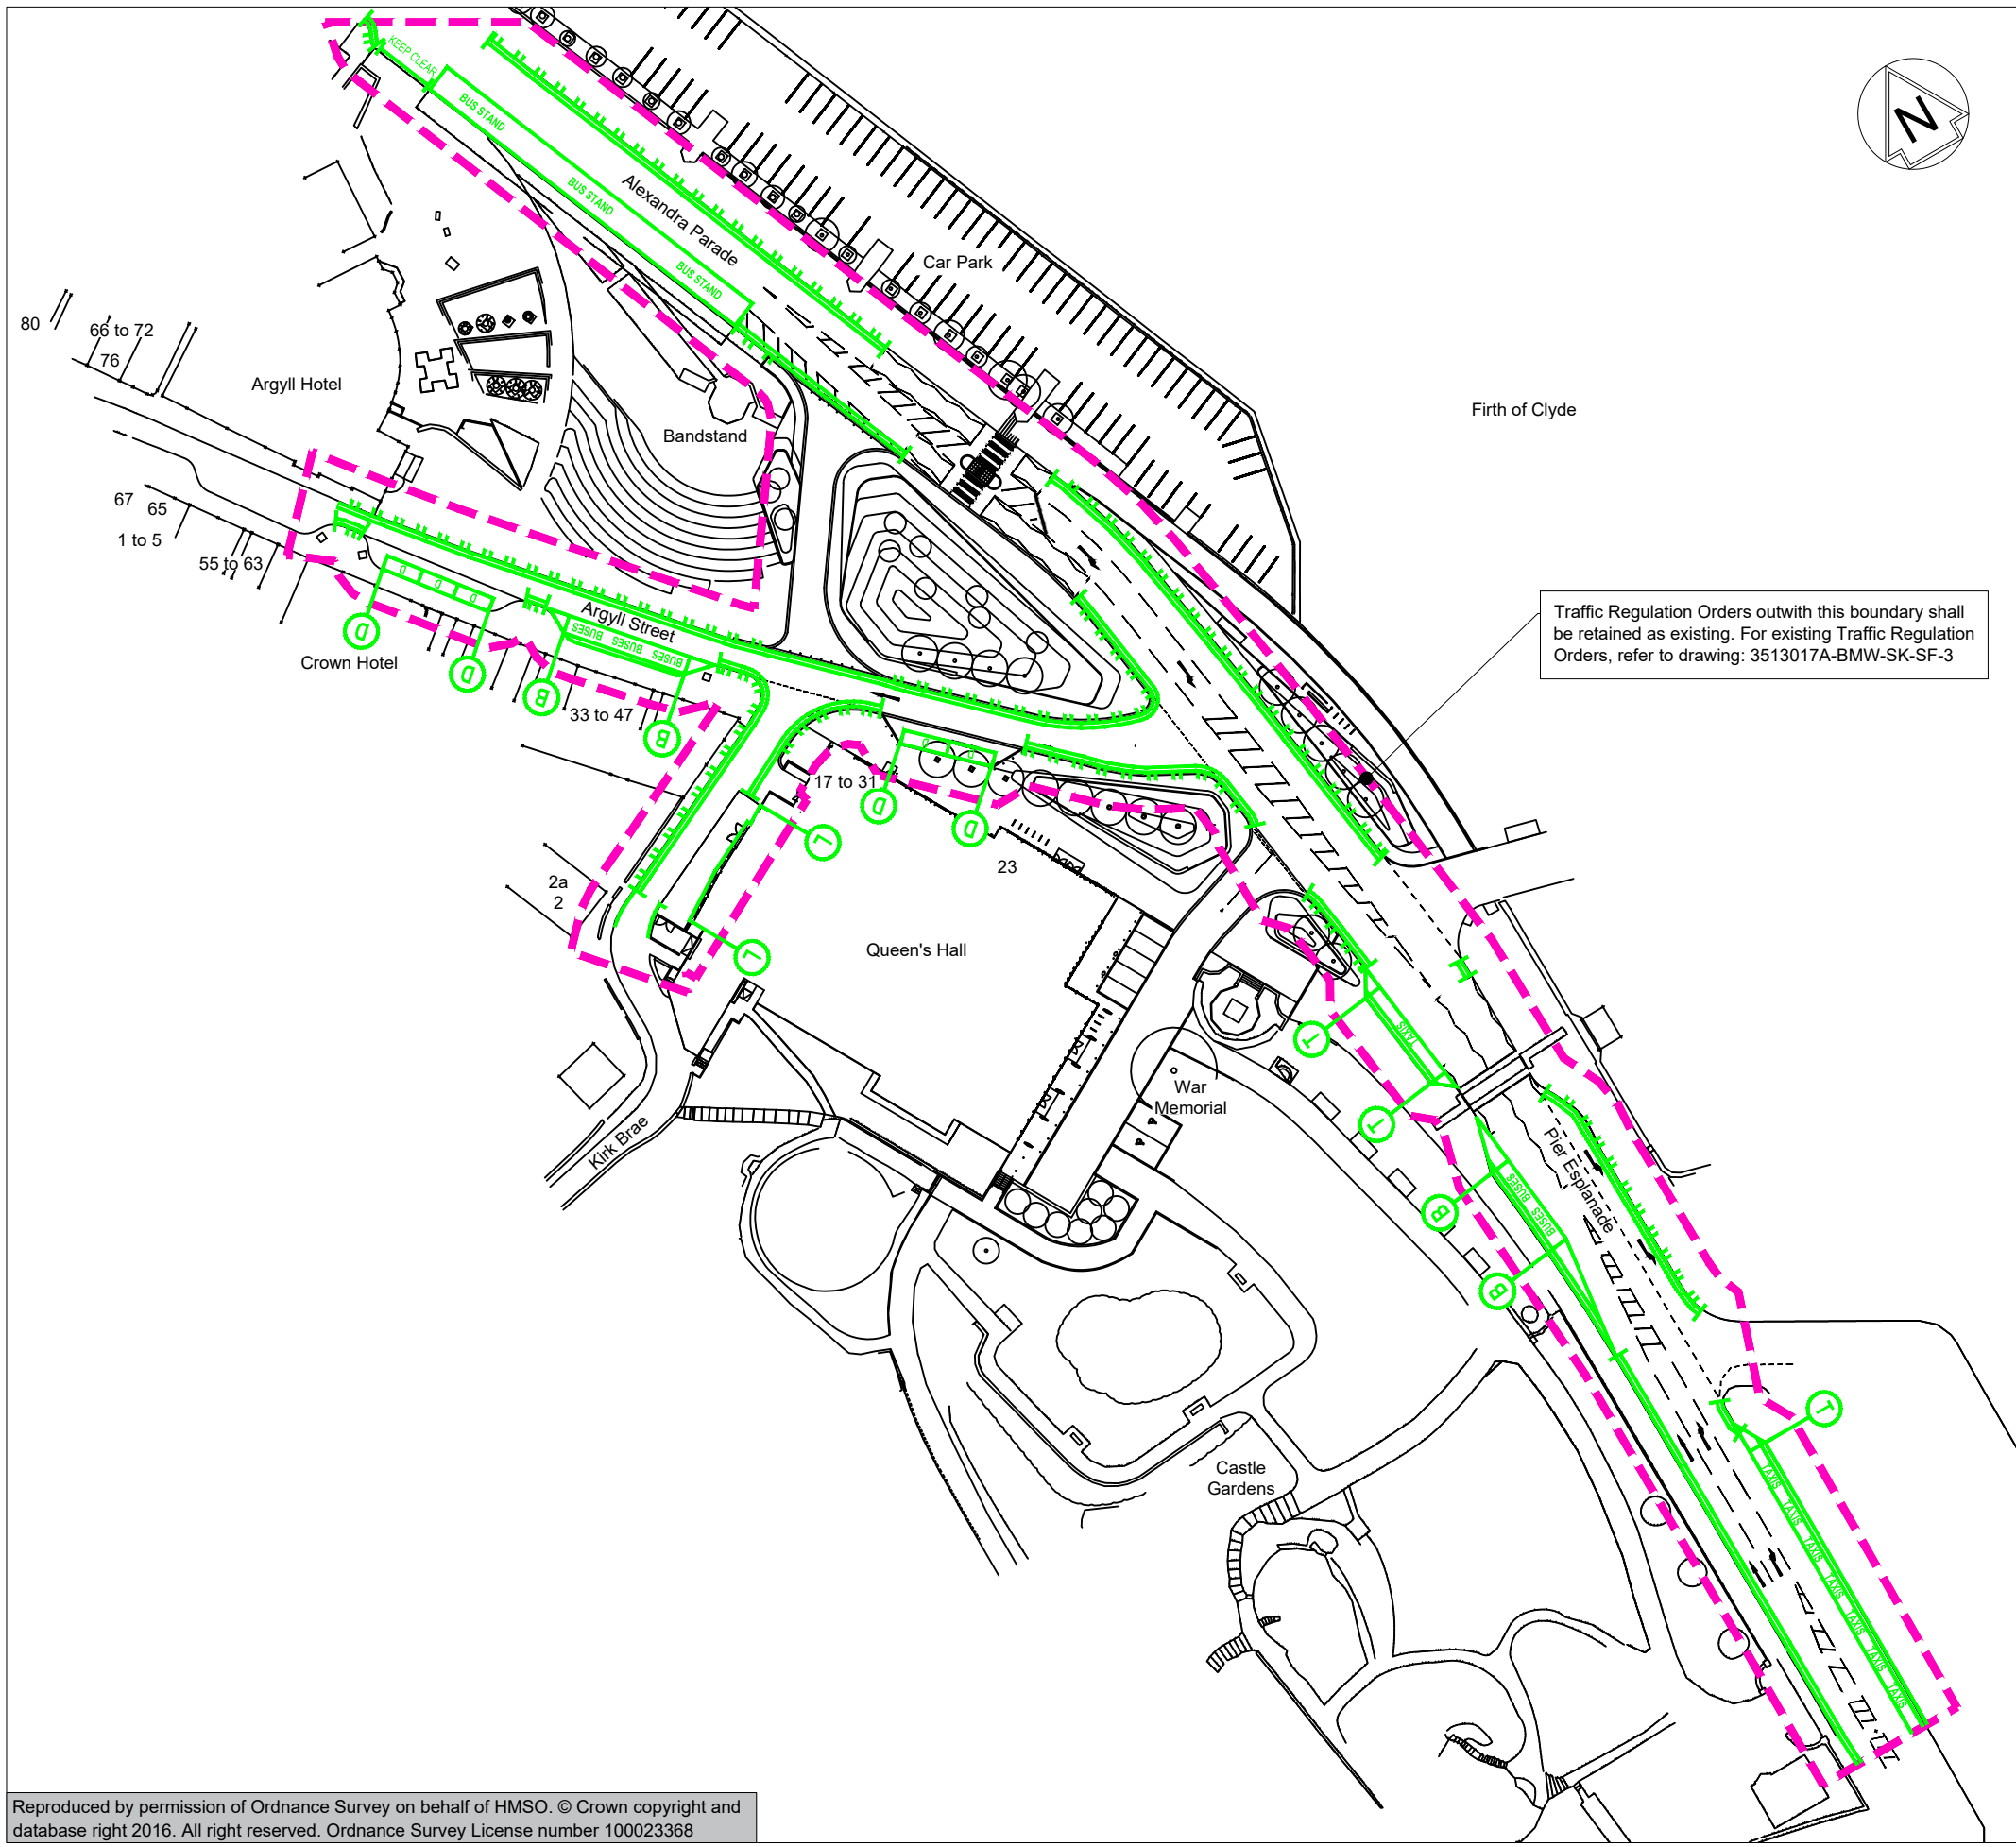 KEEP CLEAR
BUS STAND
BUS STAND
BUS STAND
Alexandra Parade
Car Park
N
Firth of Clyde
80
66 to 72
76
Argyll Hotel
Bandstand
67
65
1 to 5
55 to 63
D
D
D
D
D
Crown Hotel
Argyll Street
BUSES BUSES BUSES
B
B
33 to 47
17 to 31
D
D
D
D
L
L
23
2a
2
Queen's Hall
Traffic Regulation Orders outwith this boundary shall
be retained as existing. For existing Traffic Regulation
Orders, refer to drawing: 3513017A-BMW-SK-SF-3
TAXIS
T
T
War
Memorial
Kirk Brae
Pier Esplanade
BUSES
BUSES
B
B
Castle
Gardens
T
TAXIS TAXIS TAXIS TAXIS TAXIS TAXIS TAXIS
Reproduced by permission of Ordnance Survey on behalf of HMSO. © Crown copyright and
database right 2016. All right reserved. Ordnance Survey License number 100023368